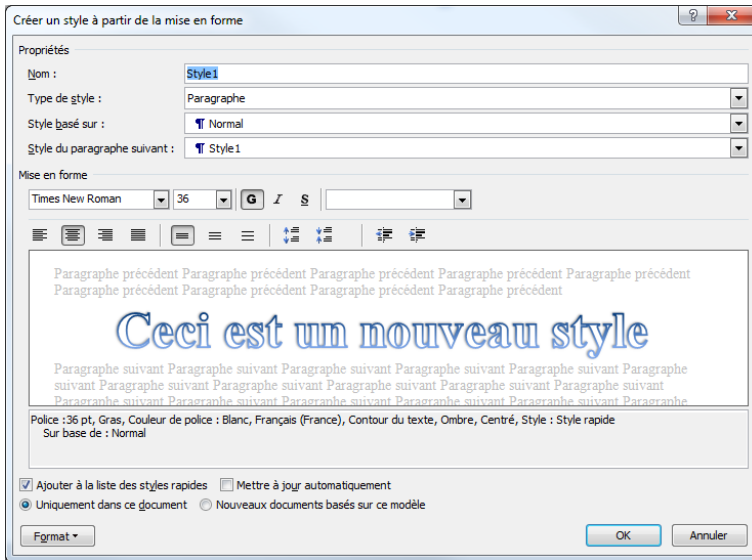 Créer un style à partir de la mise en forme
Propriétés
Nom : Style1
Type de style : Paragraphe
Style basé sur : ¶ Normal
Style du paragraphe suivant : ¶ Style1
Mise en forme
Times New Roman 36 G I S
Paragraphe précédent Paragraphe précédent Paragraphe précédent Paragraphe précédent Paragraphe précédent
Paragraphe précédent Paragraphe précédent Paragraphe précédent Paragraphe précédent
Ceci est un nouveau style
Paragraphe suivant Paragraphe suivant Paragraphe suivant Paragraphe suivant Paragraphe
suivant Paragraphe suivant Paragraphe suivant Paragraphe suivant Paragraphe suivant
Paragraphe suivant Paragraphe suivant Paragraphe suivant Paragraphe suivant Paragraphe
Police :36 pt, Gras, Couleur de police : Blanc, Français (France), Contour du texte, Ombre, Centré, Style : Style rapide
Sur base de : Normal
Ajouter à la liste des styles rapides Mettre à jour automatiquement
Uniquement dans ce document Nouveaux documents basés sur ce modèle
Format OK Annuler